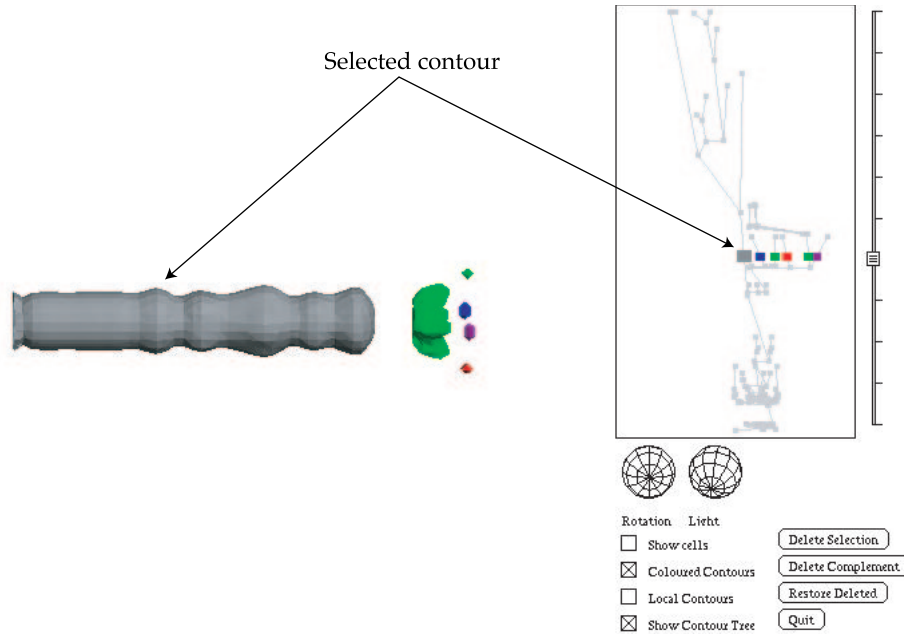 Selected contour
Rotation Light
Show cells
Delete Selection
Coloured Contours
Delete Complement
Local Contours
Restore Deleted
Show Contour Tree
Quit